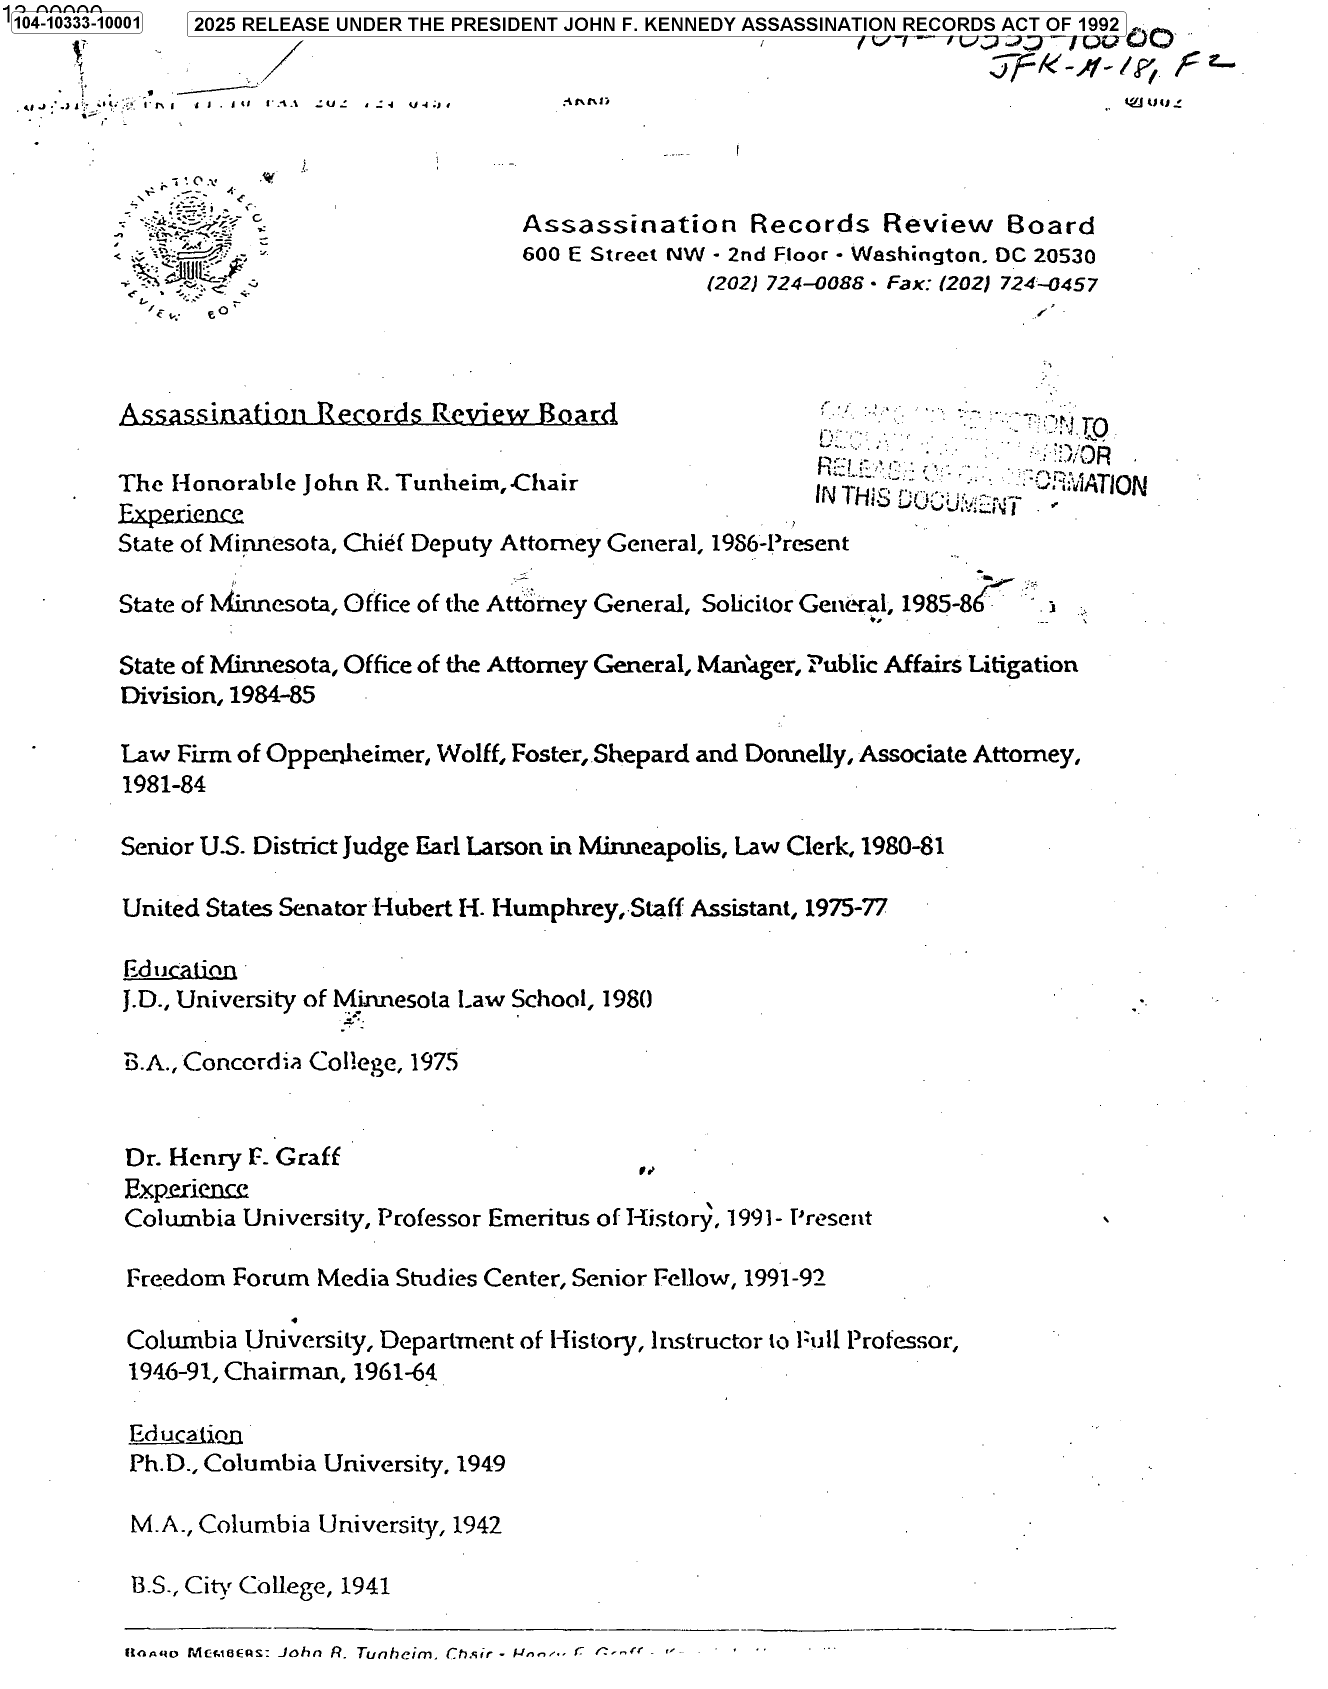 104-10333-10001
2025 RELEASE UNDER THE PRESIDENT JOHN F. KENNEDY ASSASSINATION RECORDS ACT OF 1992
JFK-M-18, F2
002
ASSASSINATION RECORDS REVIEW BOARD
Assassination Records Review Board
600 E Street NW • 2nd Floor • Washington, DC 20530
(202) 724-0088 • Fax: (202) 724-0457
Assassination Records Review Board
TO
AND/OR
RELEASE INFORMATION
IN THIS DOCUMENT
The Honorable John R. Tunheim, Chair
Experience
State of Minnesota, Chief Deputy Attorney General, 1986-Present
State of Minnesota, Office of the Attorney General, Solicitor General, 1985-86
State of Minnesota, Office of the Attorney General, Manager, Public Affairs Litigation
Division, 1984-85
Law Firm of Oppenheimer, Wolff, Foster, Shepard and Donnelly, Associate Attorney,
1981-84
Senior U.S. District Judge Earl Larson in Minneapolis, Law Clerk, 1980-81
United States Senator Hubert H. Humphrey, Staff Assistant, 1975-77
Education
J.D., University of Minnesota Law School, 1980
B.A., Concordia College, 1975
Dr. Henry F. Graff
Experience
Columbia University, Professor Emeritus of History, 1991- Present
Freedom Forum Media Studies Center, Senior Fellow, 1991-92
Columbia University, Department of History, Instructor to Full Professor,
1946-91, Chairman, 1961-64
Education
Ph.D., Columbia University, 1949
M.A., Columbia University, 1942
B.S., City College, 1941
BOARD MEMBERS: John R. Tunheim, Chair • Henry F. Graff